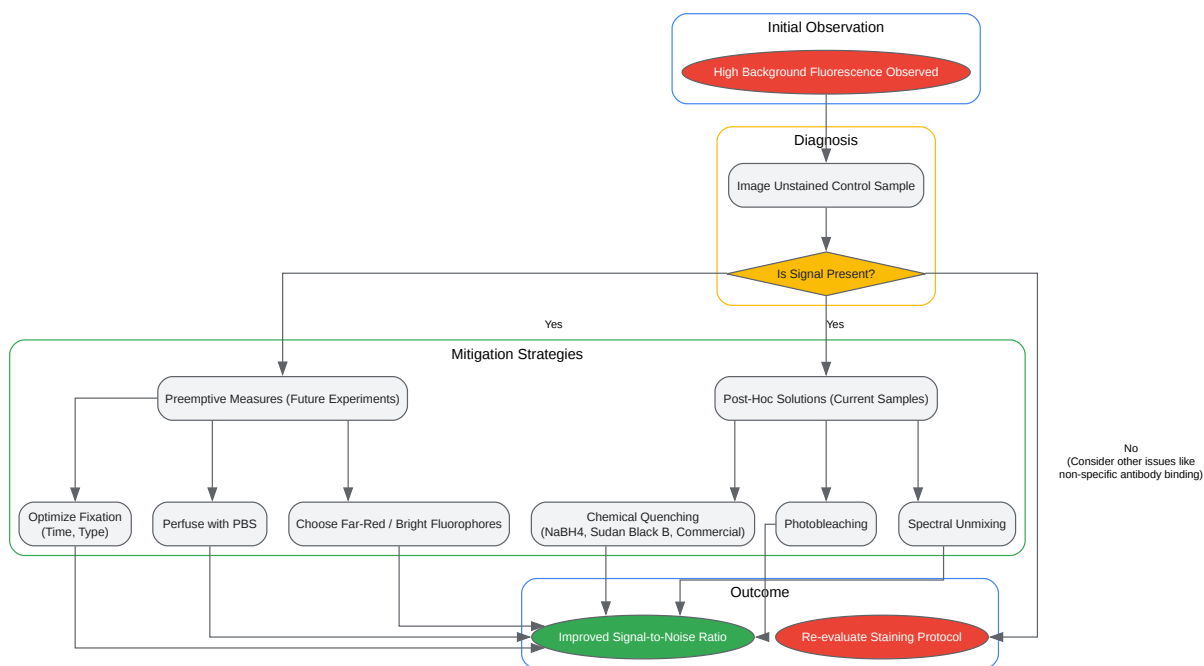 Initial Observation
High Background Fluorescence Observed
Diagnosis
Image Unstained Control Sample
Is Signal Present?
Yes
Yes
Mitigation Strategies
Preemptive Measures (Future Experiments)
Post-Hoc Solutions (Current Samples)
No
(Consider other issues like
non-specific antibody binding)
Optimize Fixation
(Time, Type)
Perfuse with PBS
Choose Far-Red / Bright Fluorophores
Chemical Quenching
(NaBH4, Sudan Black B, Commercial)
Photobleaching
Spectral Unmixing
Outcome
Improved Signal-to-Noise Ratio
Re-evaluate Staining Protocol